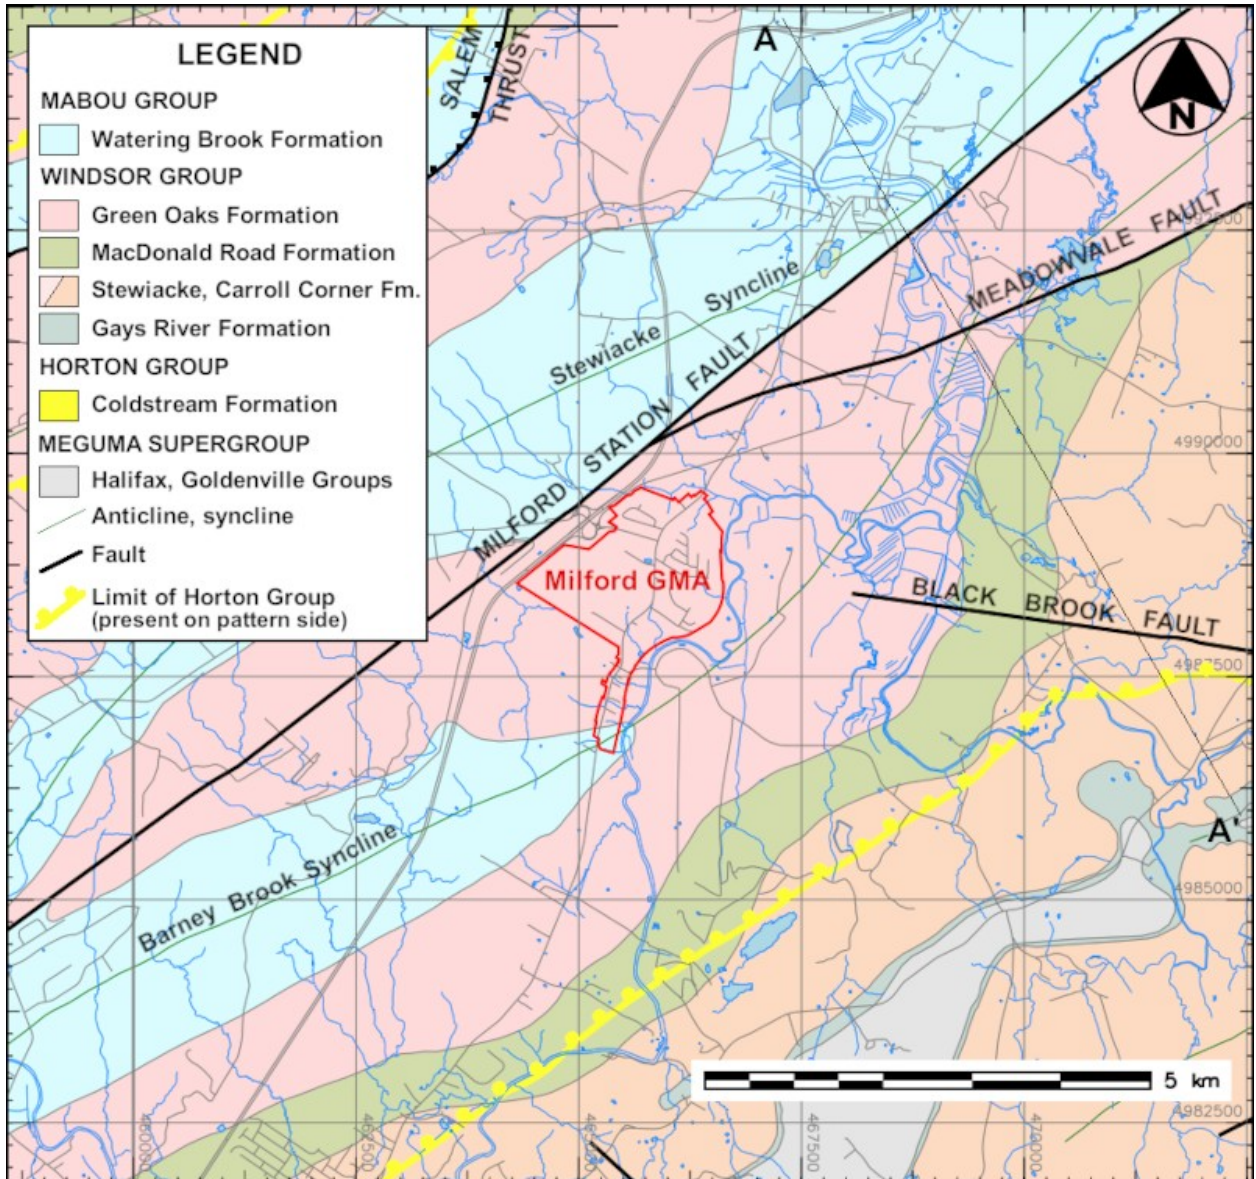 LEGEND
MABOU GROUP
Watering Brook Formation
WINDSOR GROUP
Green Oaks Formation
MacDonald Road Formation
Stewiacke, Carroll Corner Fm.
Gays River Formation
HORTON GROUP
Coldstream Formation
MEGUMA SUPERGROUP
Halifax, Goldenville Groups
Anticline, syncline
Fault
Limit of Horton Group
(present on pattern side)
SALEM
THRUST
A
N
MEADOWVALE FAULT
Stewiacke Syncline
MILFORD STATION FAULT
4990000
Milford GMA
BLACK BROOK FAULT
4987500
Barney Brook Syncline
A'
4985000
5 km
4982500
467500
470000